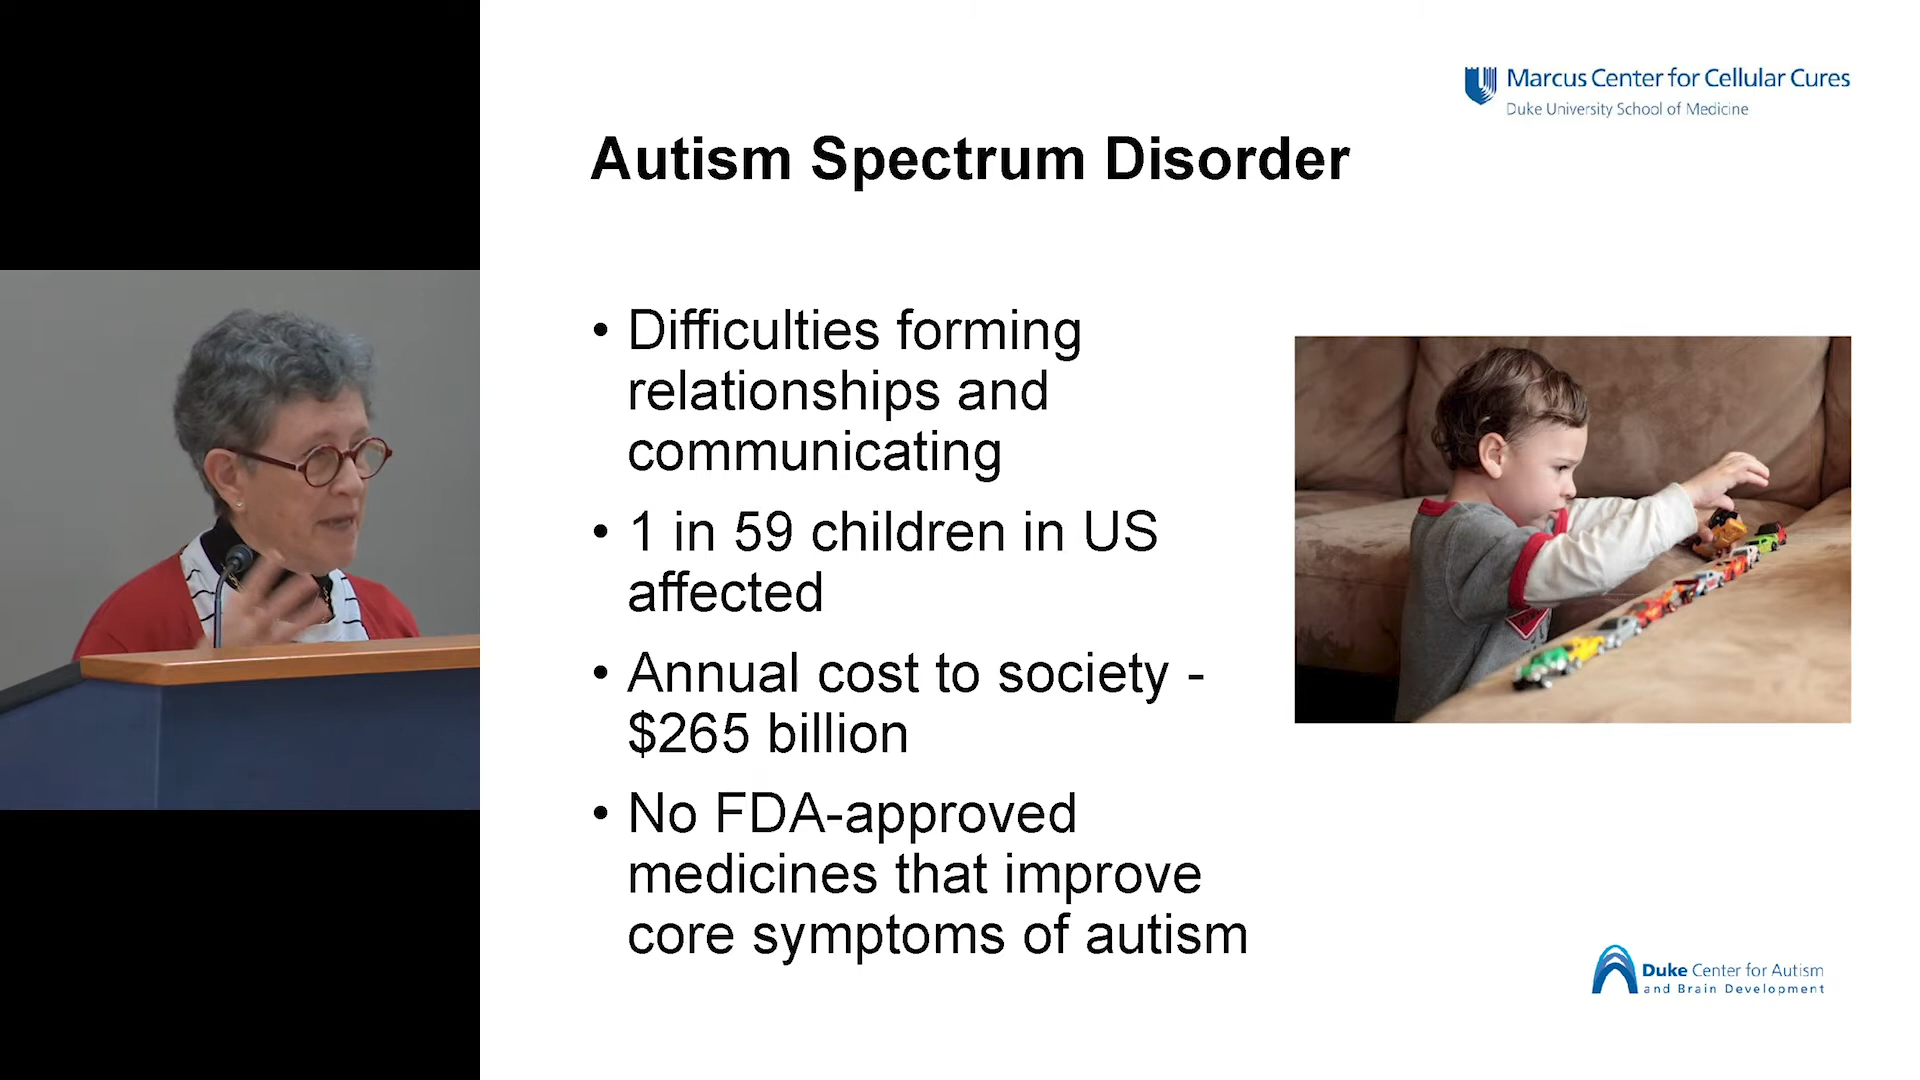 Marcus Center for Cellular Cures
Duke University School of Medicine
Autism Spectrum Disorder
• Difficulties forming
relationships and
communicating
• 1 in 59 children in US
affected
• Annual cost to society -
$265 billion
• No FDA-approved
medicines that improve
core symptoms of autism
Duke Center for Autism
and Brain Development